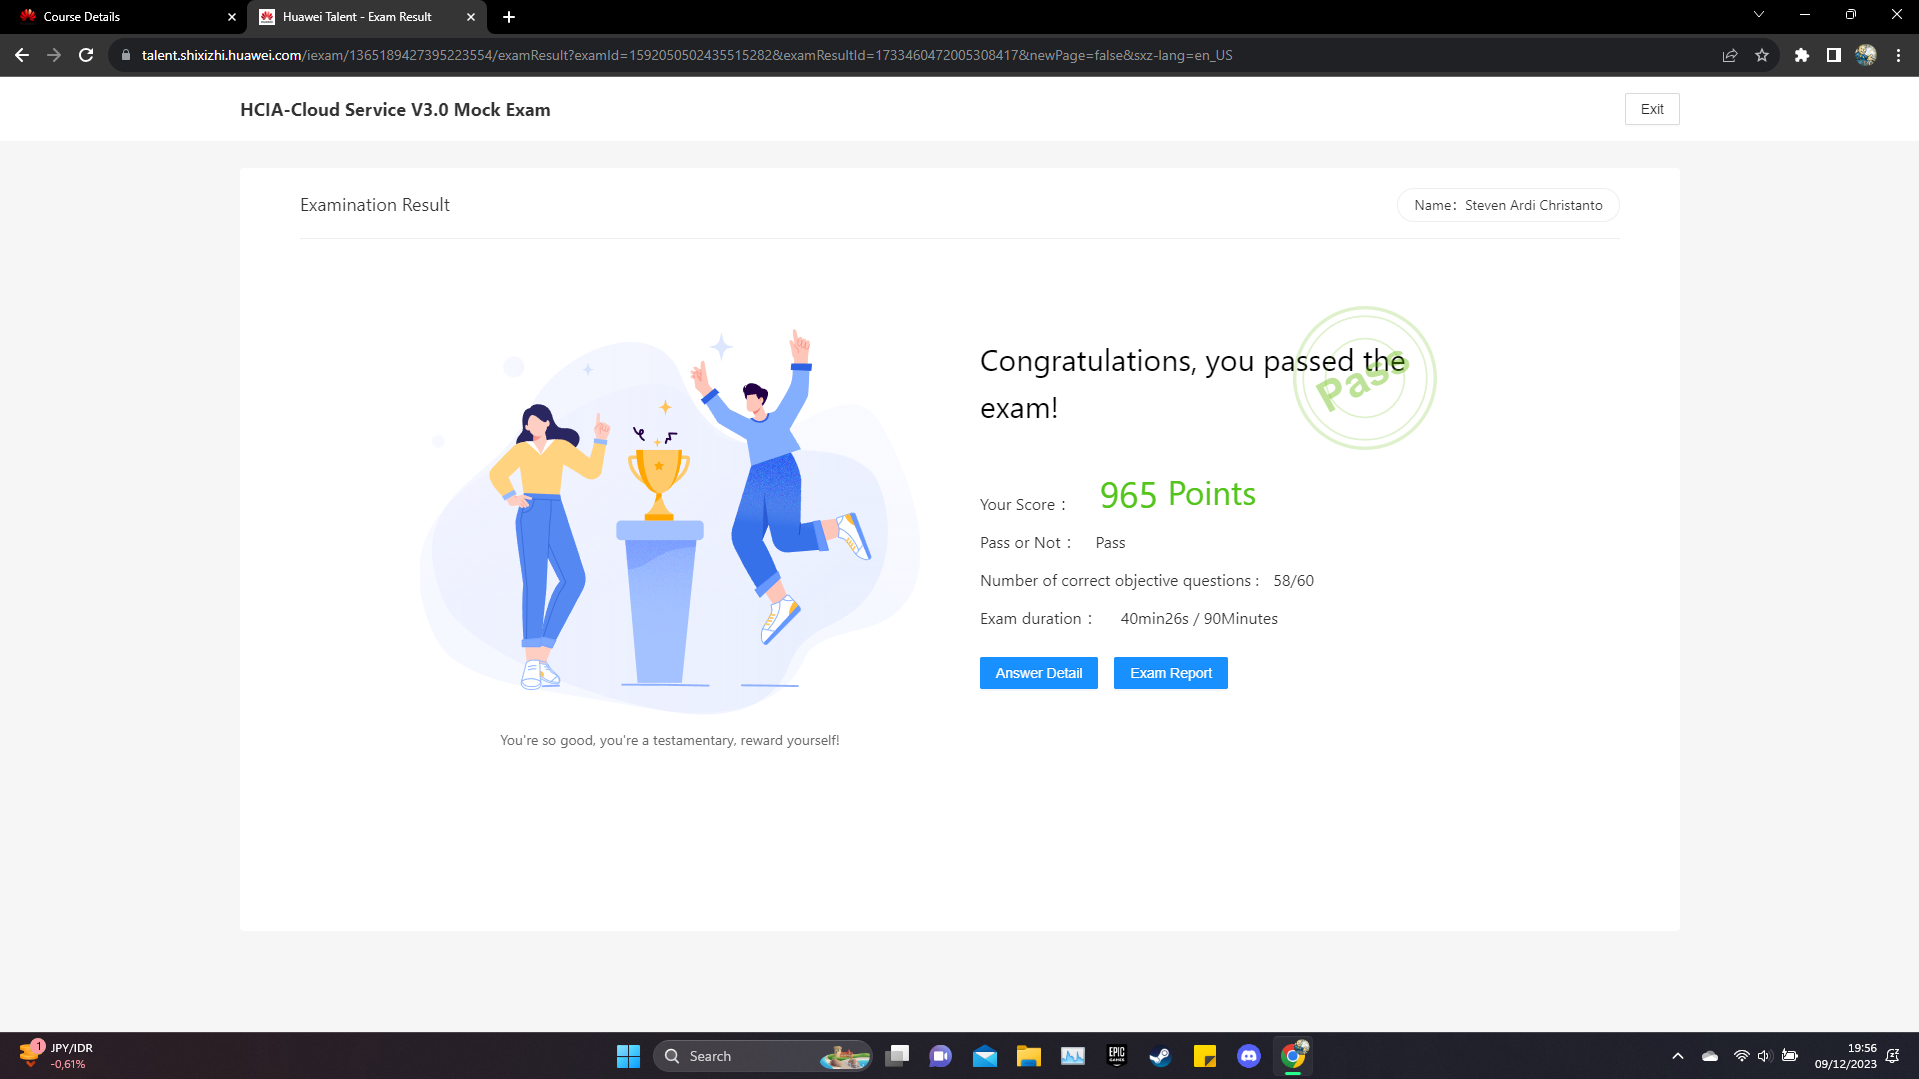 Course Details
Huawei Talent - Exam Result
talent.shixizhi.huawei.com/iexam/1365189427395223554/examResult?examId=1592050502435515282&examResultId=1733460472005308417&newPage=false&sxz-lang=en_US
HCIA-Cloud Service V3.0 Mock Exam
Exit
Examination Result
Name：Steven Ardi Christanto
Congratulations, you passed the
exam!
Pass
Your Score： 965 Points
Pass or Not： Pass
Number of correct objective questions： 58/60
Exam duration： 40min26s / 90Minutes
Answer Detail
Exam Report
You're so good, you're a testamentary, reward yourself!
1
JPY/IDR
-0,61%
Search
EPIC
GAMES
19:56
09/12/2023